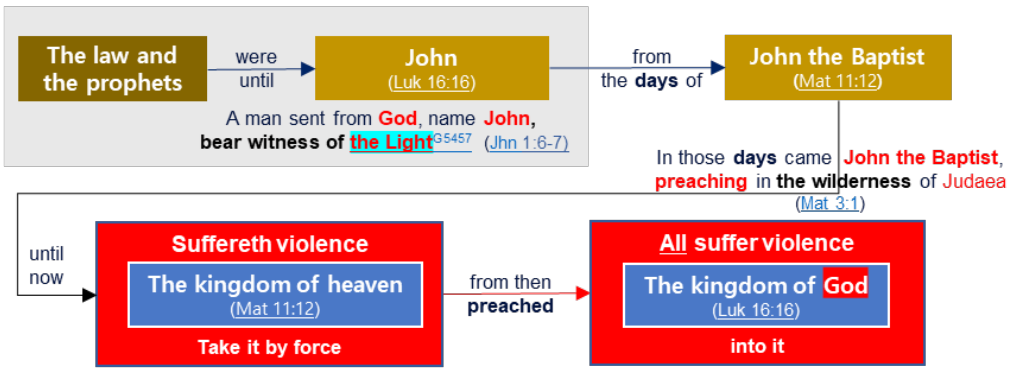 The law and
the prophets
were
until
John
(Luk 16:16)
from
the days of
John the Baptist
(Mat 11:12)
A man sent from God, name John,
bear witness of the LightG5457 (Jhn 1:6-7)
In those days came John the Baptist,
preaching in the wilderness of Judaea
(Mat 3:1)
until
now
Suffereth violence
The kingdom of heaven
(Mat 11:12)
Take it by force
from then
preached
All suffer violence
The kingdom of God
(Luk 16:16)
into it